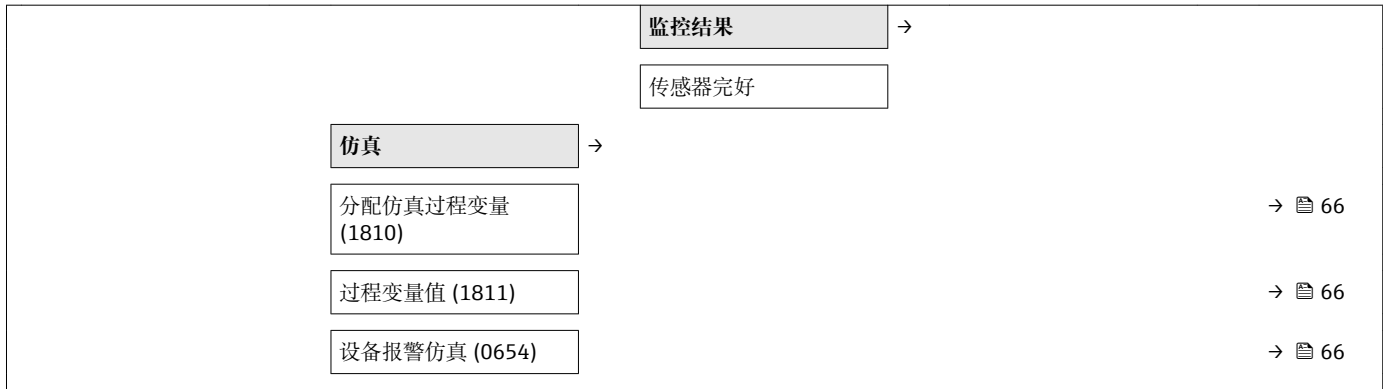 监控结果 →
传感器完好
仿真 →
分配仿真过程变量
(1810) → 66
过程变量值 (1811) → 66
设备报警仿真 (0654) → 66